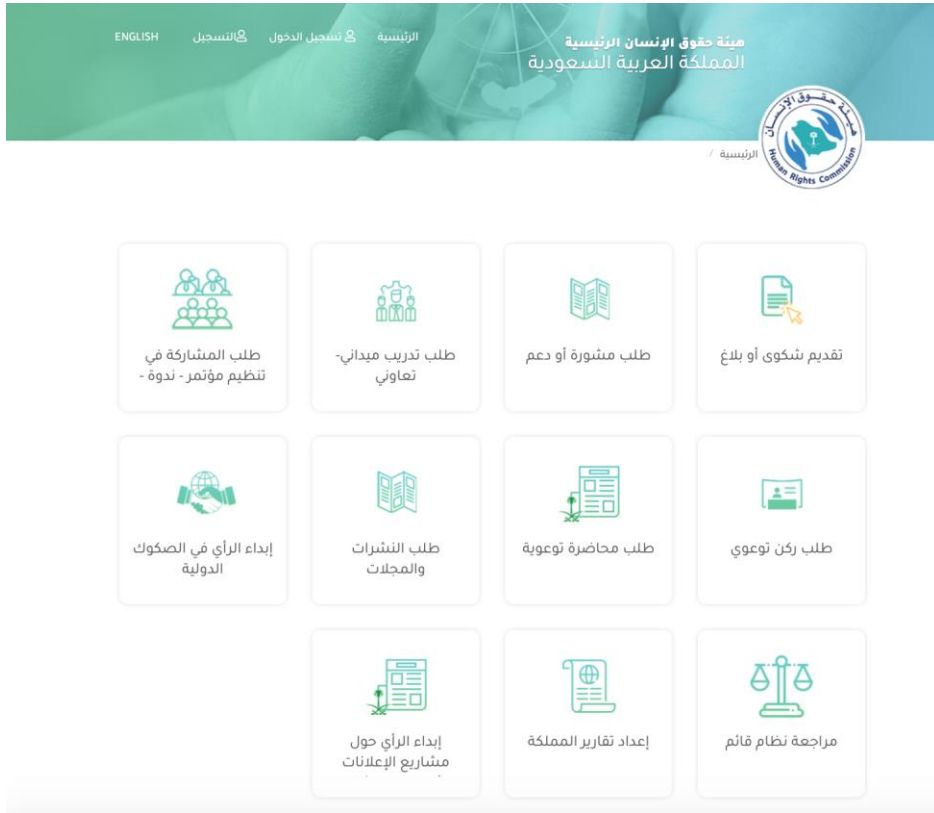 هيئة حقوق الإنسان الرئيسية
المملكة العربية السعودية
الرئيسية
تسجيل الدخول
التسجيل
ENGLISH
هيئة حقوق الإنسان
Human Rights Commission
الرئيسية /
تقديم شكوى أو بلاغ
طلب مشورة أو دعم
طلب تدريب ميداني-
تعاوني
طلب المشاركة في
تنظيم مؤتمر - ندوة -
طلب ركن توعوي
طلب محاضرة توعوية
طلب النشرات
والمجلات
إبداء الرأي في الصكوك
الدولية
مراجعة نظام قائم
إعداد تقارير المملكة
إبداء الرأي حول
مشاريع الإعلانات